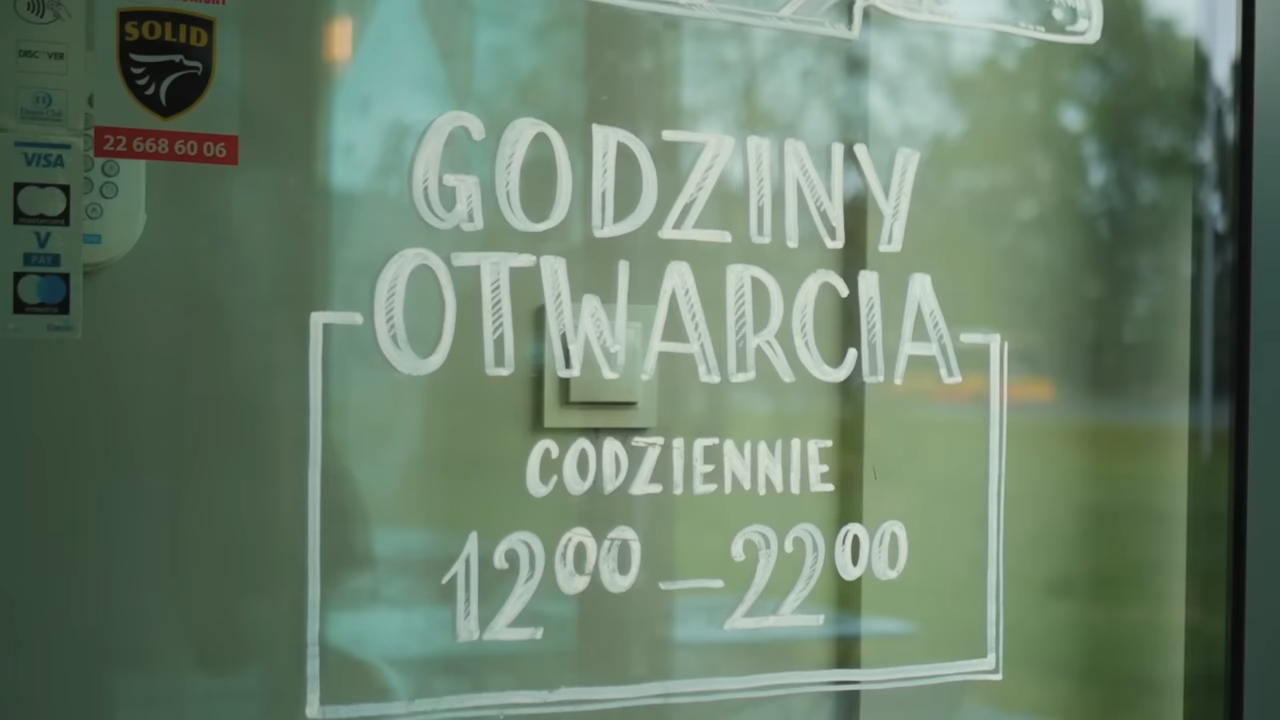 SOLID
22 668 60 06
DISCOVER
VISA
V
PAY
GODZINY
OTWARCIA
CODZIENNIE
12⁰⁰ – 22⁰⁰